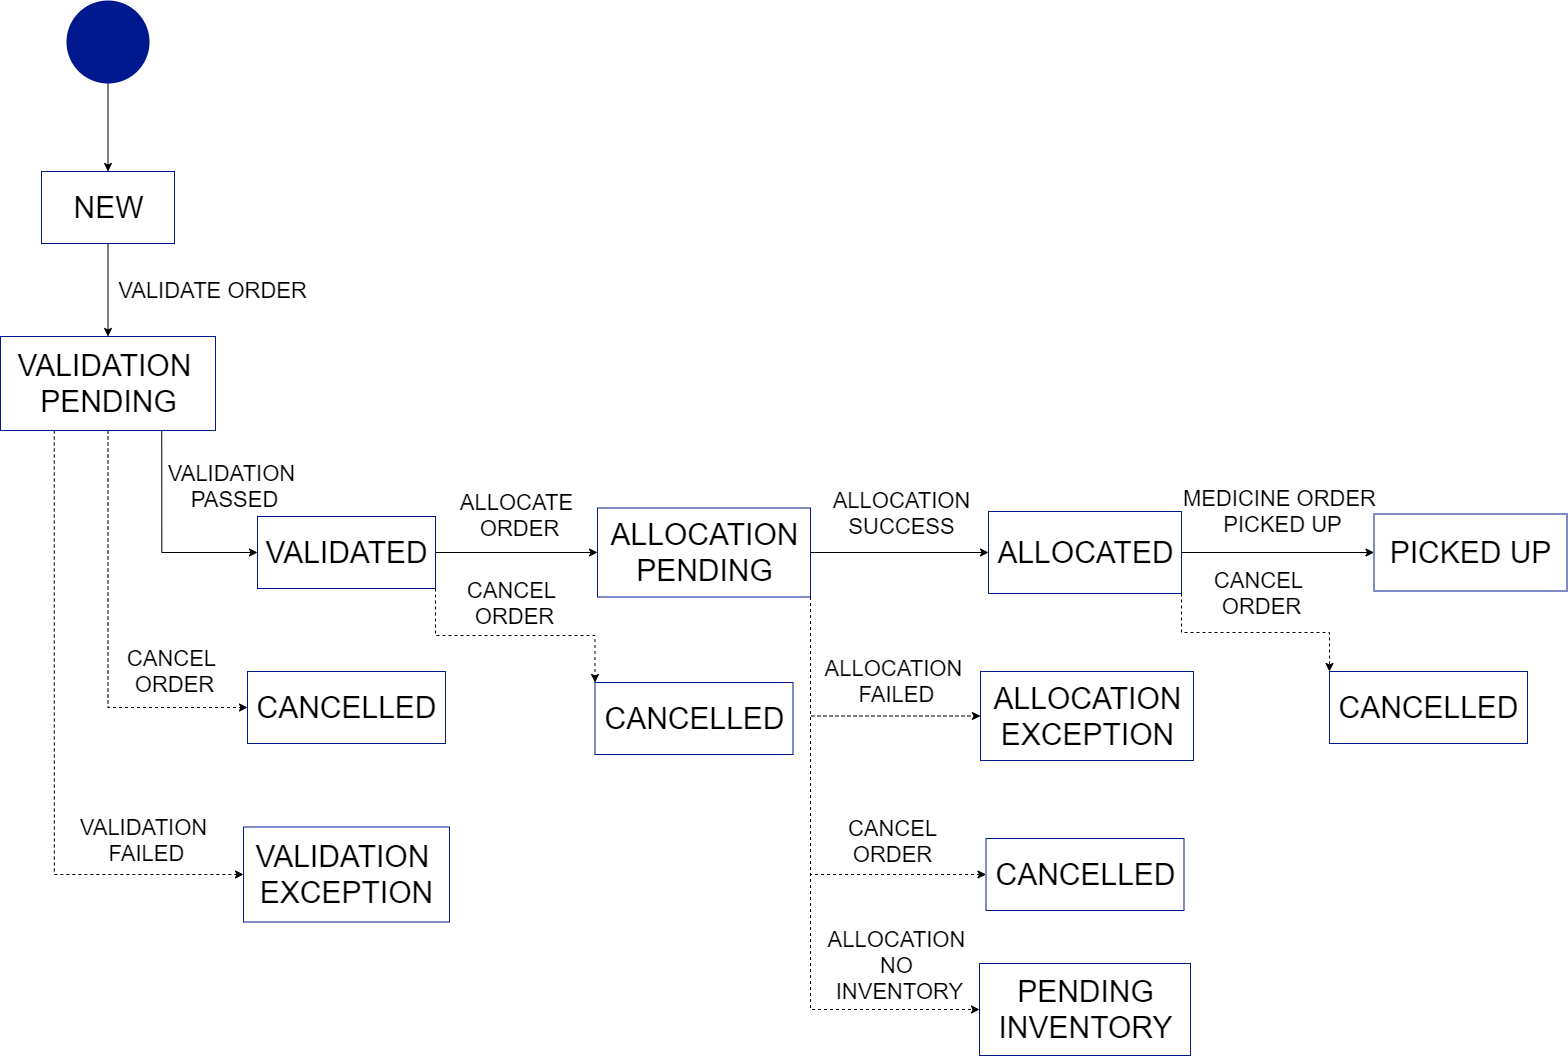 NEW
VALIDATE ORDER
VALIDATION
PENDING
VALIDATION
PASSED
VALIDATED
ALLOCATE
ORDER
ALLOCATION
PENDING
ALLOCATION
SUCCESS
ALLOCATED
MEDICINE ORDER
PICKED UP
PICKED UP
CANCEL
ORDER
CANCELLED
CANCEL
ORDER
CANCELLED
CANCEL
ORDER
CANCELLED
ALLOCATION
FAILED
ALLOCATION
EXCEPTION
VALIDATION
FAILED
VALIDATION
EXCEPTION
CANCEL
ORDER
CANCELLED
ALLOCATION
NO
INVENTORY
PENDING
INVENTORY